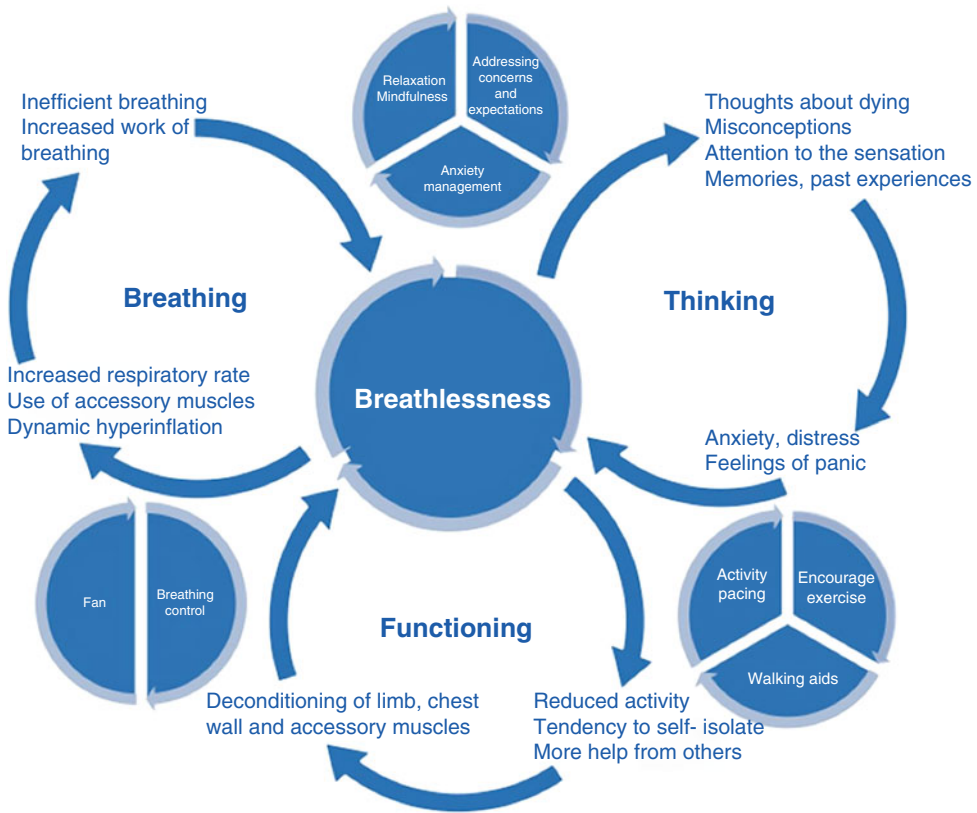 Relaxation
Mindfulness
Addressing
concerns
and
expectations
Anxiety
management
Inefficient breathing
Increased work of
breathing
Thoughts about dying
Misconceptions
Attention to the sensation
Memories, past experiences
Breathing
Thinking
Breathlessness
Increased respiratory rate
Use of accessory muscles
Dynamic hyperinflation
Anxiety, distress
Feelings of panic
Fan
Breathing
control
Activity
pacing
Encourage
exercise
Walking aids
Functioning
Deconditioning of limb, chest
wall and accessory muscles
Reduced activity
Tendency to self- isolate
More help from others